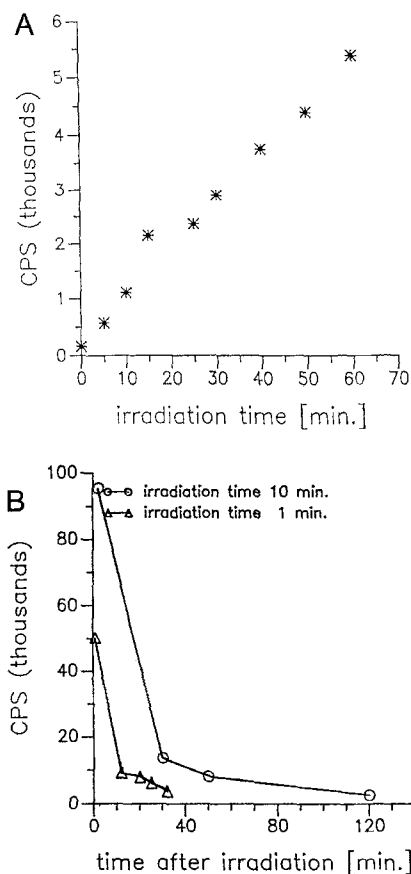 A
6
5
4
3
2
1
0
CPS (thousands)
0 10 20 30 40 50 60 70
irradiation time [min.]
B
100
80
60
40
20
0
CPS (thousands)
irradiation time 10 min.
irradiation time 1 min.
0 40 80 120
time after irradiation [min.]